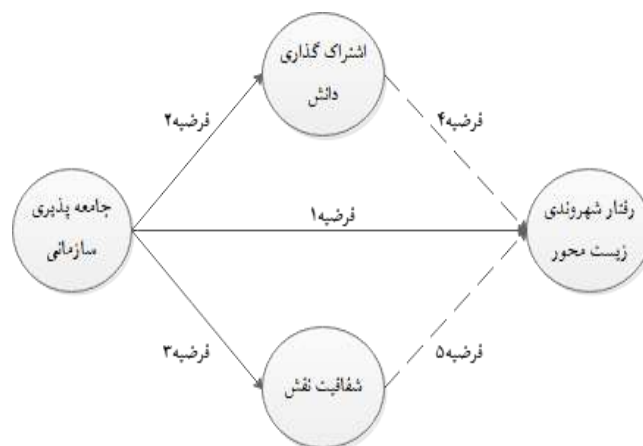 اشتراک گذاری
دانش
فرضیه۲
فرضیه۴
جامعه پذیری
سازمانی
فرضیه۱
رفتار شهروندی
زیست محور
فرضیه۳
فرضیه۵
شفافیت نقش